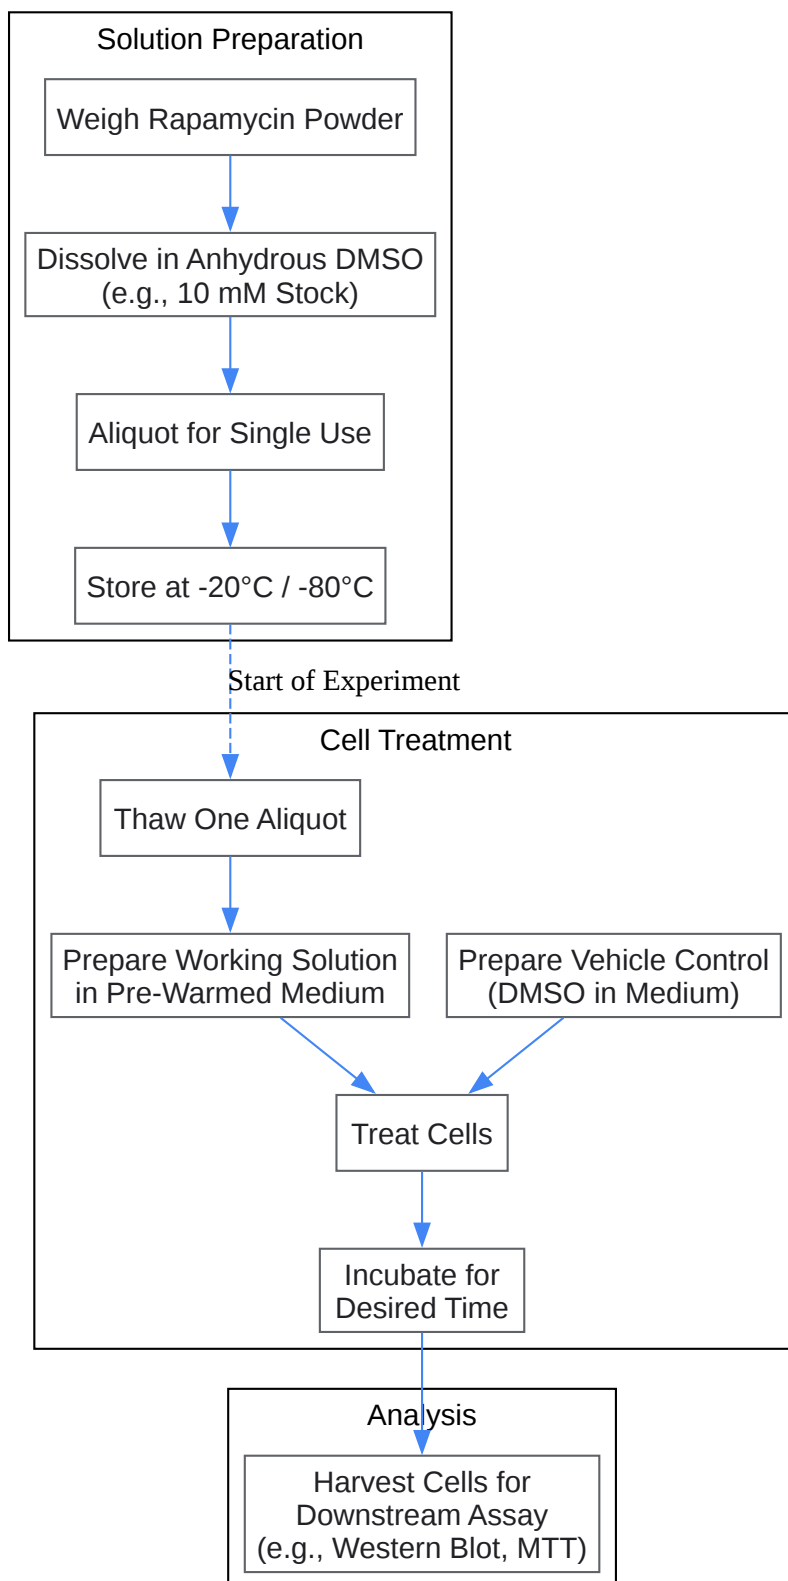 Solution Preparation
Weigh Rapamycin Powder
Dissolve in Anhydrous DMSO
(e.g., 10 mM Stock)
Aliquot for Single Use
Store at -20°C / -80°C
Start of Experiment
Cell Treatment
Thaw One Aliquot
Prepare Working Solution
in Pre-Warmed Medium
Prepare Vehicle Control
(DMSO in Medium)
Treat Cells
Incubate for
Desired Time
Analysis
Harvest Cells for
Downstream Assay
(e.g., Western Blot, MTT)